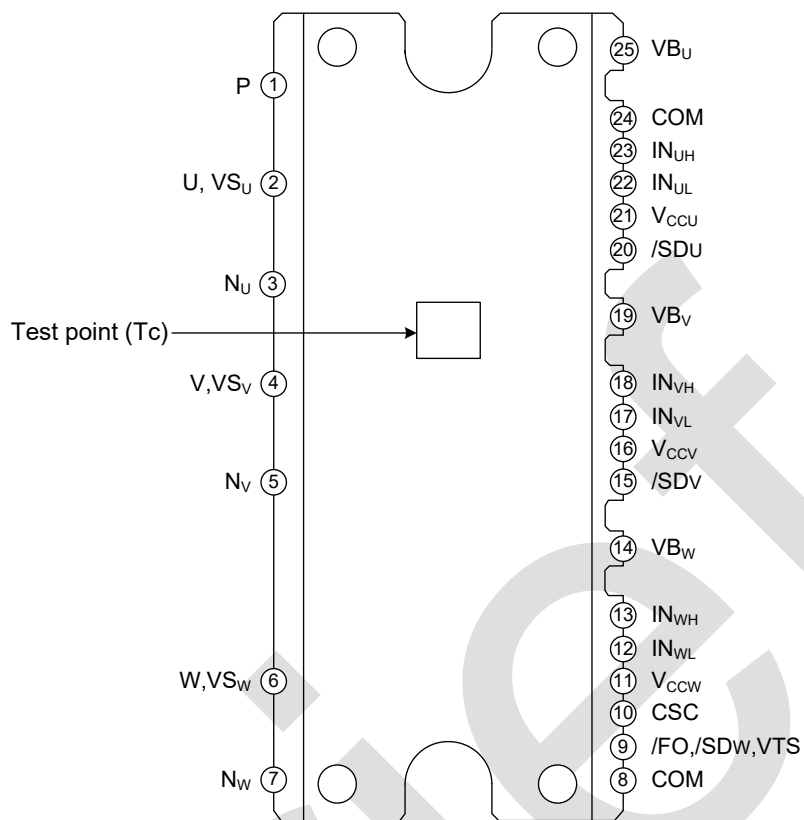 P 1
U, VSU 2
NU 3
Test point (Tc)
V,VSV 4
NV 5
W,VSW 6
NW 7
25 VBU
24 COM
23 INUH
22 INUL
21 VCCU
20 /SDU
19 VBV
18 INVH
17 INVL
16 VCCV
15 /SDV
14 VBW
13 INWH
12 INWL
11 VCCW
10 CSC
9 /FO,/SDW,VTS
8 COM